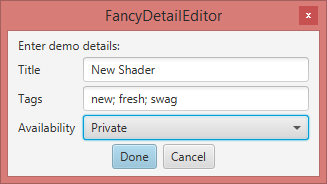 FancyDetailEditor
x
Enter demo details:
Title New Shader
Tags new; fresh; swag
Availability Private
Done Cancel